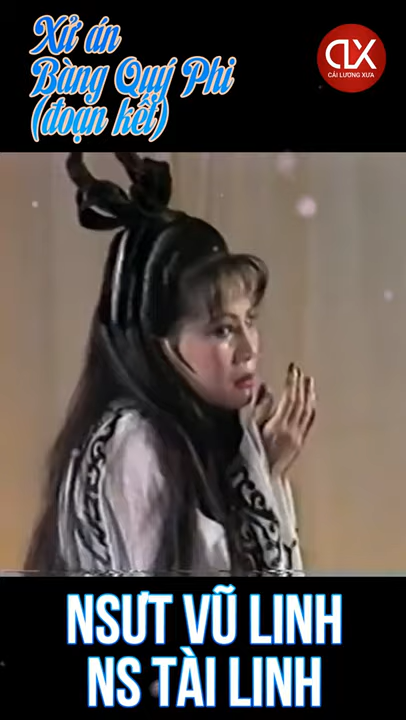 Xử án
Bàng Quý Phi
(đoạn kết)
CLX
CẢI LƯƠNG XƯA
NSƯT VŨ LINH
NS TÀI LINH